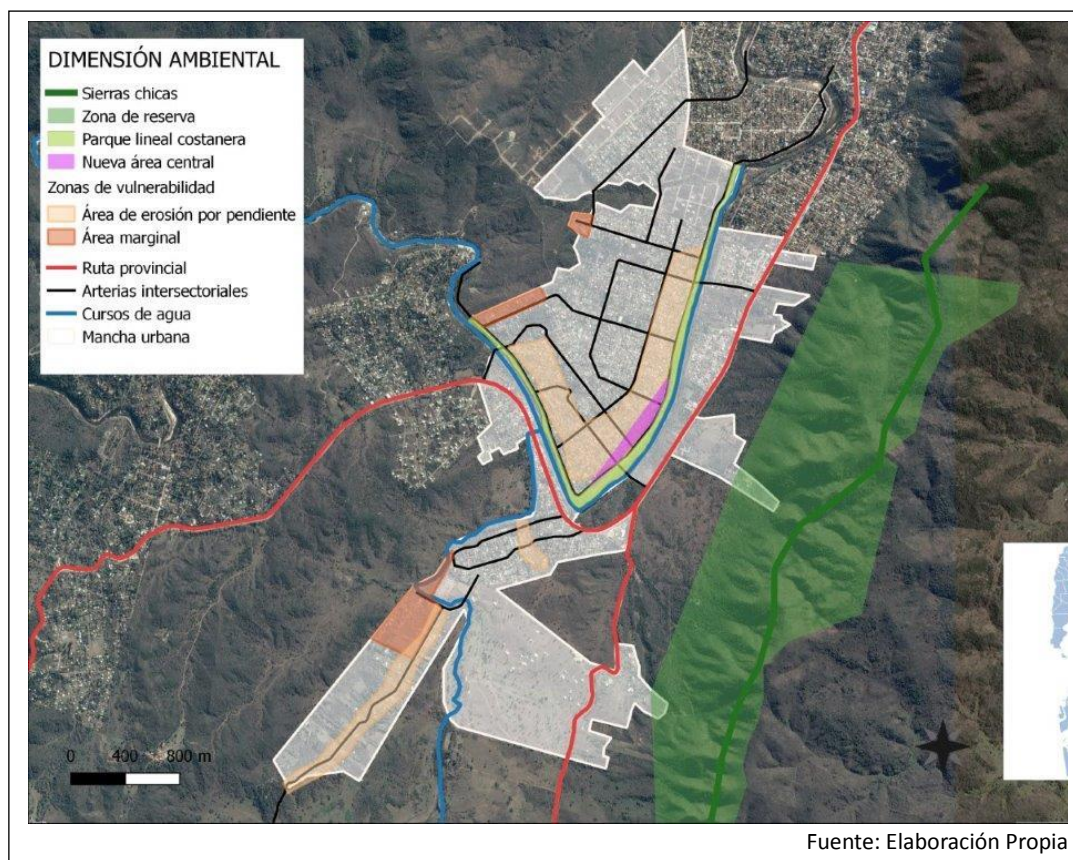 DIMENSIÓN AMBIENTAL
Sierras chicas
Zona de reserva
Parque lineal costanera
Nueva área central
Zonas de vulnerabilidad
Área de erosión por pendiente
Área marginal
Ruta provincial
Arterias intersectoriales
Cursos de agua
Mancha urbana
0 400 800 m
Fuente: Elaboración Propia